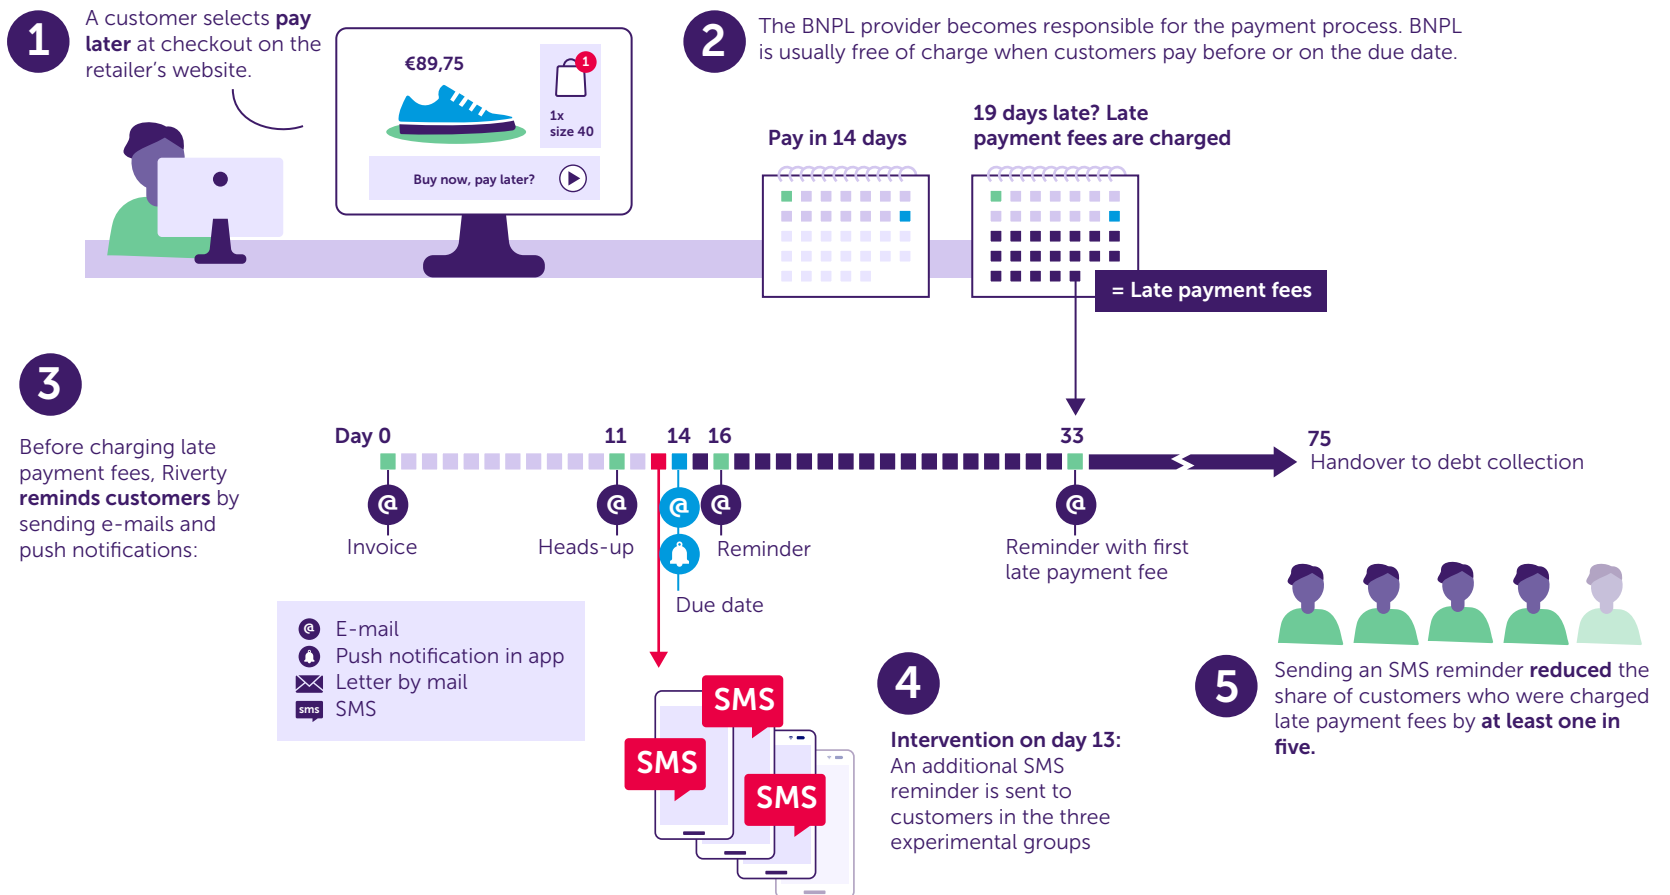 1
A customer selects pay
later at checkout on the
retailer's website.
€89,75
1
1x
size 40
Buy now, pay later?
2
The BNPL provider becomes responsible for the payment process. BNPL
is usually free of charge when customers pay before or on the due date.
Pay in 14 days
19 days late? Late
payment fees are charged
= Late payment fees
3
Before charging late
payment fees, Riverty
reminds customers by
sending e-mails and
push notifications:
Day 0
11
14
16
33
75
Handover to debt collection
@
@
@
@
@
Invoice
Heads-up
Reminder
Due date
Reminder with first
late payment fee
@ E-mail
Push notification in app
Letter by mail
sms SMS
SMS
SMS
SMS
4
Intervention on day 13:
An additional SMS
reminder is sent to
customers in the three
experimental groups
5
Sending an SMS reminder reduced the
share of customers who were charged
late payment fees by at least one in
five.